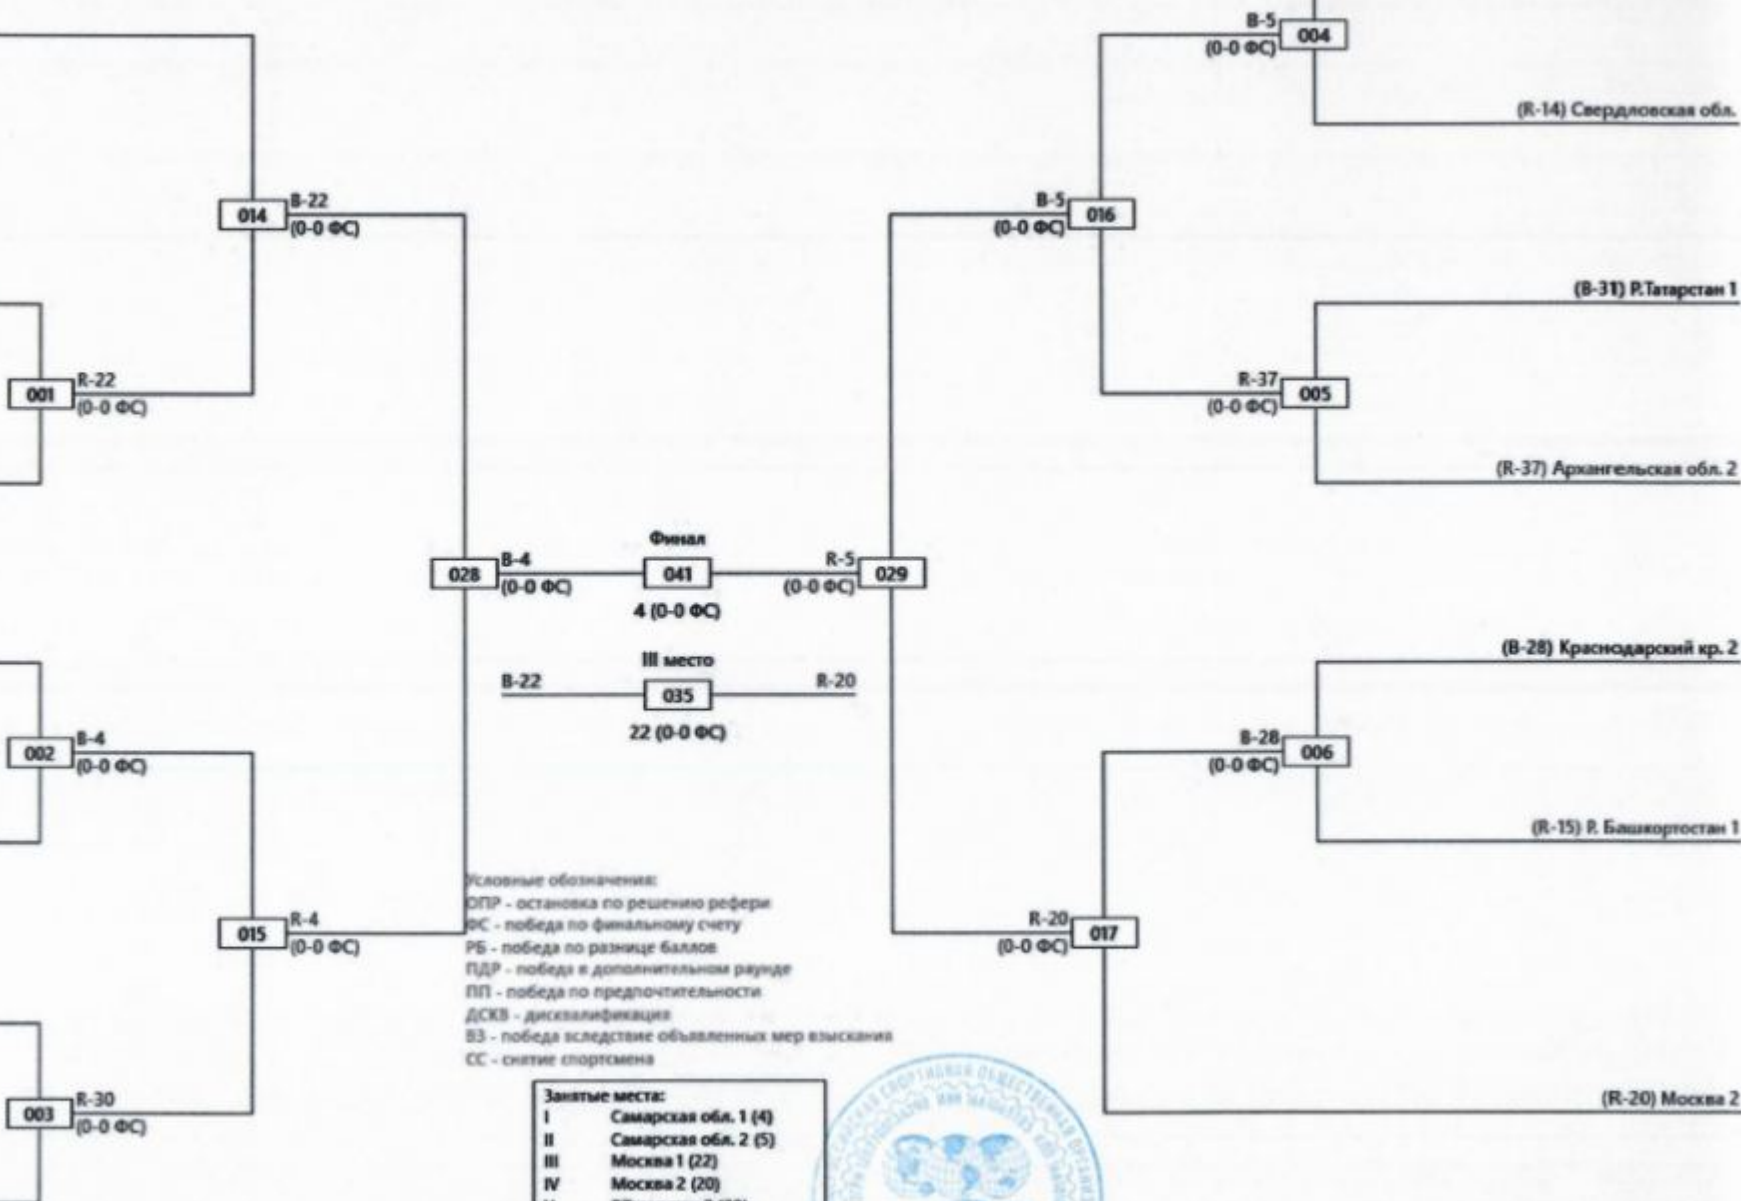 B-5
004
(0-0 ФС)
(R-14) Свердловская обл.
014
B-22
(0-0 ФС)
B-5
016
(0-0 ФС)
(B-31) Р.Татарстан 1
001
R-22
(0-0 ФС)
R-37
005
(0-0 ФС)
(R-37) Архангельская обл. 2
Финал
028
B-4
(0-0 ФС)
041
R-5
029
(0-0 ФС)
4 (0-0 ФС)
III место
B-22
035
R-20
22 (0-0 ФС)
(B-28) Краснодарский кр. 2
002
B-4
(0-0 ФС)
B-28
006
(0-0 ФС)
(R-15) Р. Башкортостан 1
Условные обозначения:
ОПР - остановка по решению рефери
ФС - победа по финальному счету
РБ - победа по разнице баллов
ПДР - победа в дополнительном раунде
ПП - победа по предпочтительности
ДСКВ - дисквалификация
ВЗ - победа вследствие объявленных мер взыскания
СС - снятие спортсмена
015
R-4
(0-0 ФС)
R-20
017
(0-0 ФС)
003
R-30
(0-0 ФС)
(R-20) Москва 2
Занятые места:
I Самарская обл. 1 (4)
II Самарская обл. 2 (5)
III Москва 1 (22)
IV Москва 2 (20)
СПОРТИВНАЯ ОБЩЕСТВЕННАЯ